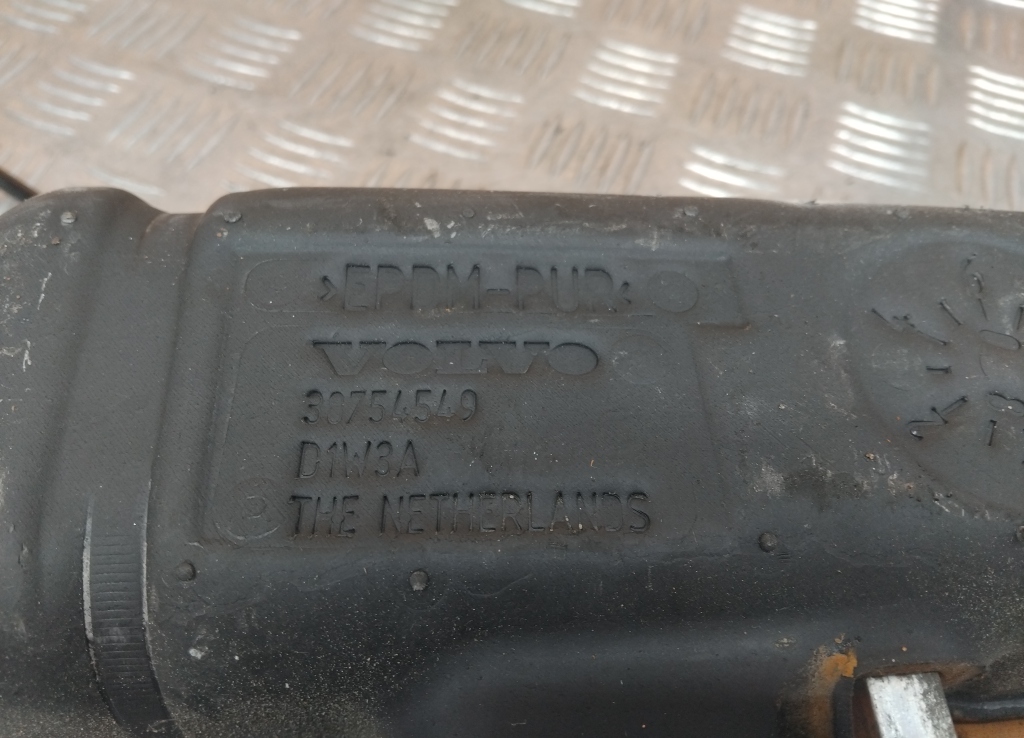 >EPDM-PUR<
VOLVO
30754549
D1W3A
THE NETHERLANDS